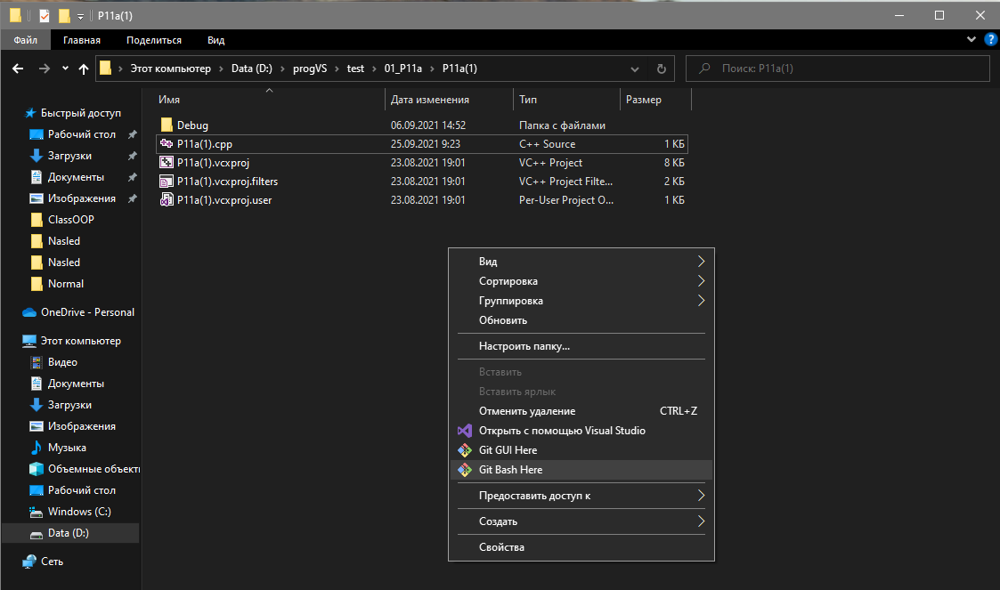 P11a(1)
Файл Главная Поделиться Вид
Этот компьютер Data (D:) progVS test 01_P11a P11a(1) Поиск: P11a(1)
Быстрый доступ
Рабочий стол
Загрузки
Документы
Изображения
ClassOOP
Nasled
Nasled
Normal
OneDrive - Personal
Этот компьютер
Видео
Документы
Загрузки
Изображения
Музыка
Объемные объекты
Рабочий стол
Windows (C:)
Data (D:)
Сеть
Имя Дата изменения Тип Размер
Debug 06.09.2021 14:52 Папка с файлами
P11a(1).cpp 25.09.2021 9:23 C++ Source 1 КБ
P11a(1).vcxproj 23.08.2021 19:01 VC++ Project 8 КБ
P11a(1).vcxproj.filters 23.08.2021 19:01 VC++ Project Filte... 2 КБ
P11a(1).vcxproj.user 23.08.2021 19:01 Per-User Project O... 1 КБ
Вид
Сортировка
Группировка
Обновить
Настроить папку...
Вставить
Вставить ярлык
Отменить удаление CTRL+Z
Открыть с помощью Visual Studio
Git GUI Here
Git Bash Here
Предоставить доступ к
Создать
Свойства